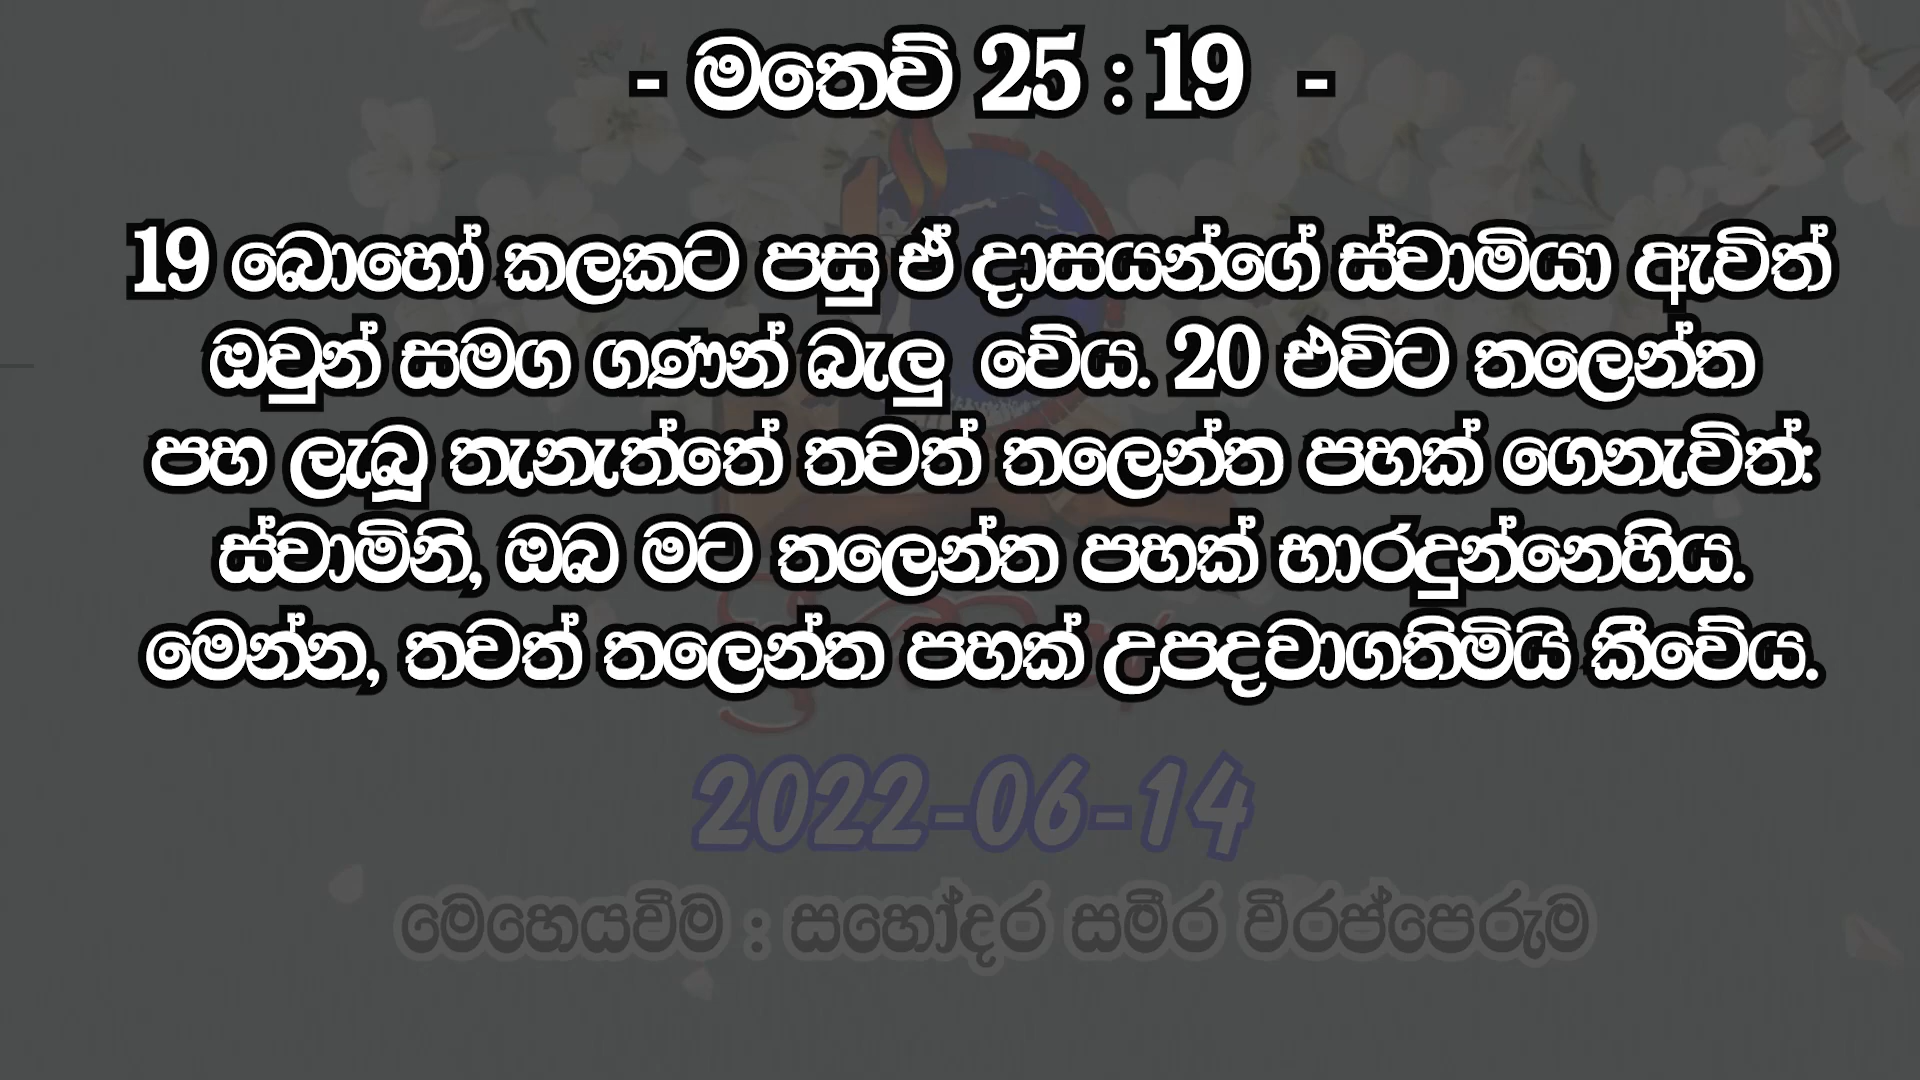 - මතෙව් 25 : 19 -
19 බොහෝ කලකට පසු ඒ දාසයන්ගේ ස්වාමියා ඇවිත්
ඔවුන් සමග ගණන් බැලු වේය. 20 එවිට තලෙන්ත
පහ ලැබූ තැනැත්තේ තවත් තලෙන්ත පහක් ගෙනැවිත්:
ස්වාමිනි, ඔබ මට තලෙන්ත පහක් භාරදුන්නෙහිය.
මෙන්න, තවත් තලෙන්ත පහක් උපදවාගතිමියි කීවේය.
2022-06-14
මෙහෙයවීම : සහෝදර සමීර වීරප්පෙරුම